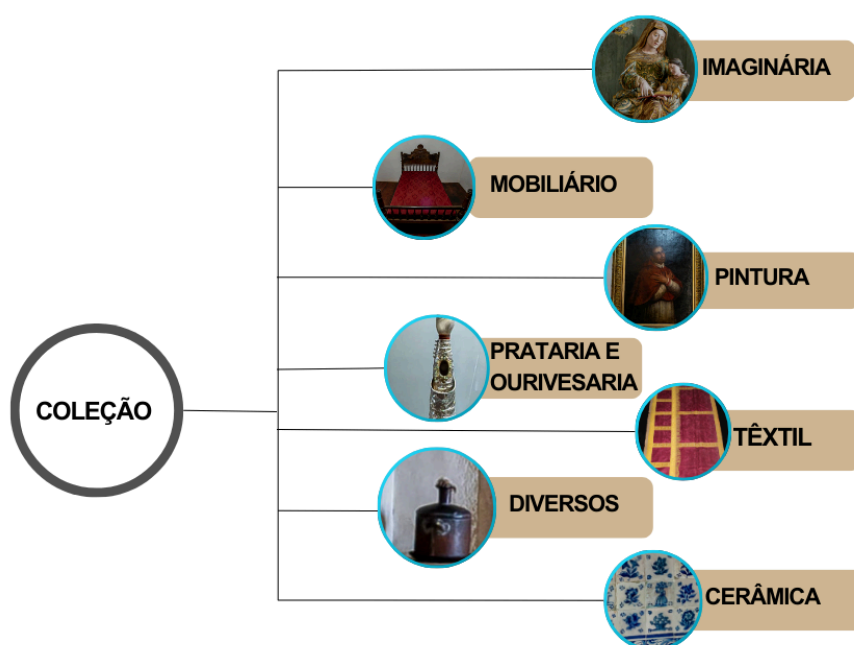 IMAGINÁRIA
MOBILIÁRIO
PINTURA
PRATARIA E
OURIVESARIA
COLEÇÃO
TÊXTIL
DIVERSOS
CERÂMICA